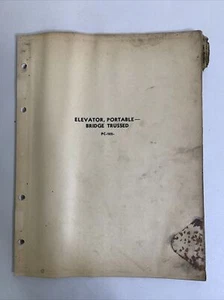 ELEVATOR, PORTABLE—
BRIDGE TRUSSED